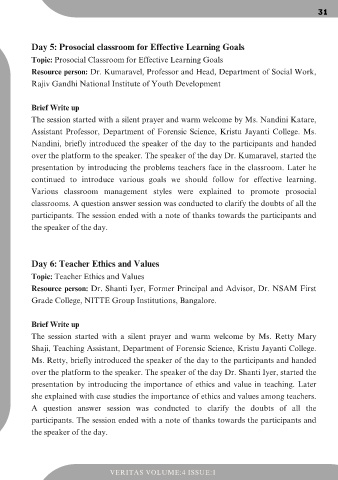 31
Day 5: Prosocial classroom for Effective Learning Goals
Topic: Prosocial Classroom for Effective Learning Goals
Resource person: Dr. Kumaravel, Professor and Head, Department of Social Work,
Rajiv Gandhi National Institute of Youth Development
Brief Write up
The session started with a silent prayer and warm welcome by Ms. Nandini Katare,
Assistant Professor, Department of Forensic Science, Kristu Jayanti College. Ms.
Nandini, briefly introduced the speaker of the day to the participants and handed
over the platform to the speaker. The speaker of the day Dr. Kumaravel, started the
presentation by introducing the problems teachers face in the classroom. Later he
continued to introduce various goals we should follow for effective learning.
Various classroom management styles were explained to promote prosocial
classrooms. A question answer session was conducted to clarify the doubts of all the
participants. The session ended with a note of thanks towards the participants and
the speaker of the day.
Day 6: Teacher Ethics and Values
Topic: Teacher Ethics and Values
Resource person: Dr. Shanti Iyer, Former Principal and Advisor, Dr. NSAM First
Grade College, NITTE Group Institutions, Bangalore.
Brief Write up
The session started with a silent prayer and warm welcome by Ms. Retty Mary
Shaji, Teaching Assistant, Department of Forensic Science, Kristu Jayanti College.
Ms. Retty, briefly introduced the speaker of the day to the participants and handed
over the platform to the speaker. The speaker of the day Dr. Shanti Iyer, started the
presentation by introducing the importance of ethics and value in teaching. Later
she explained with case studies the importance of ethics and values among teachers.
A question answer session was conducted to clarify the doubts of all the
participants. The session ended with a note of thanks towards the participants and
the speaker of the day.
VERITAS VOLUME:4 ISSUE:1